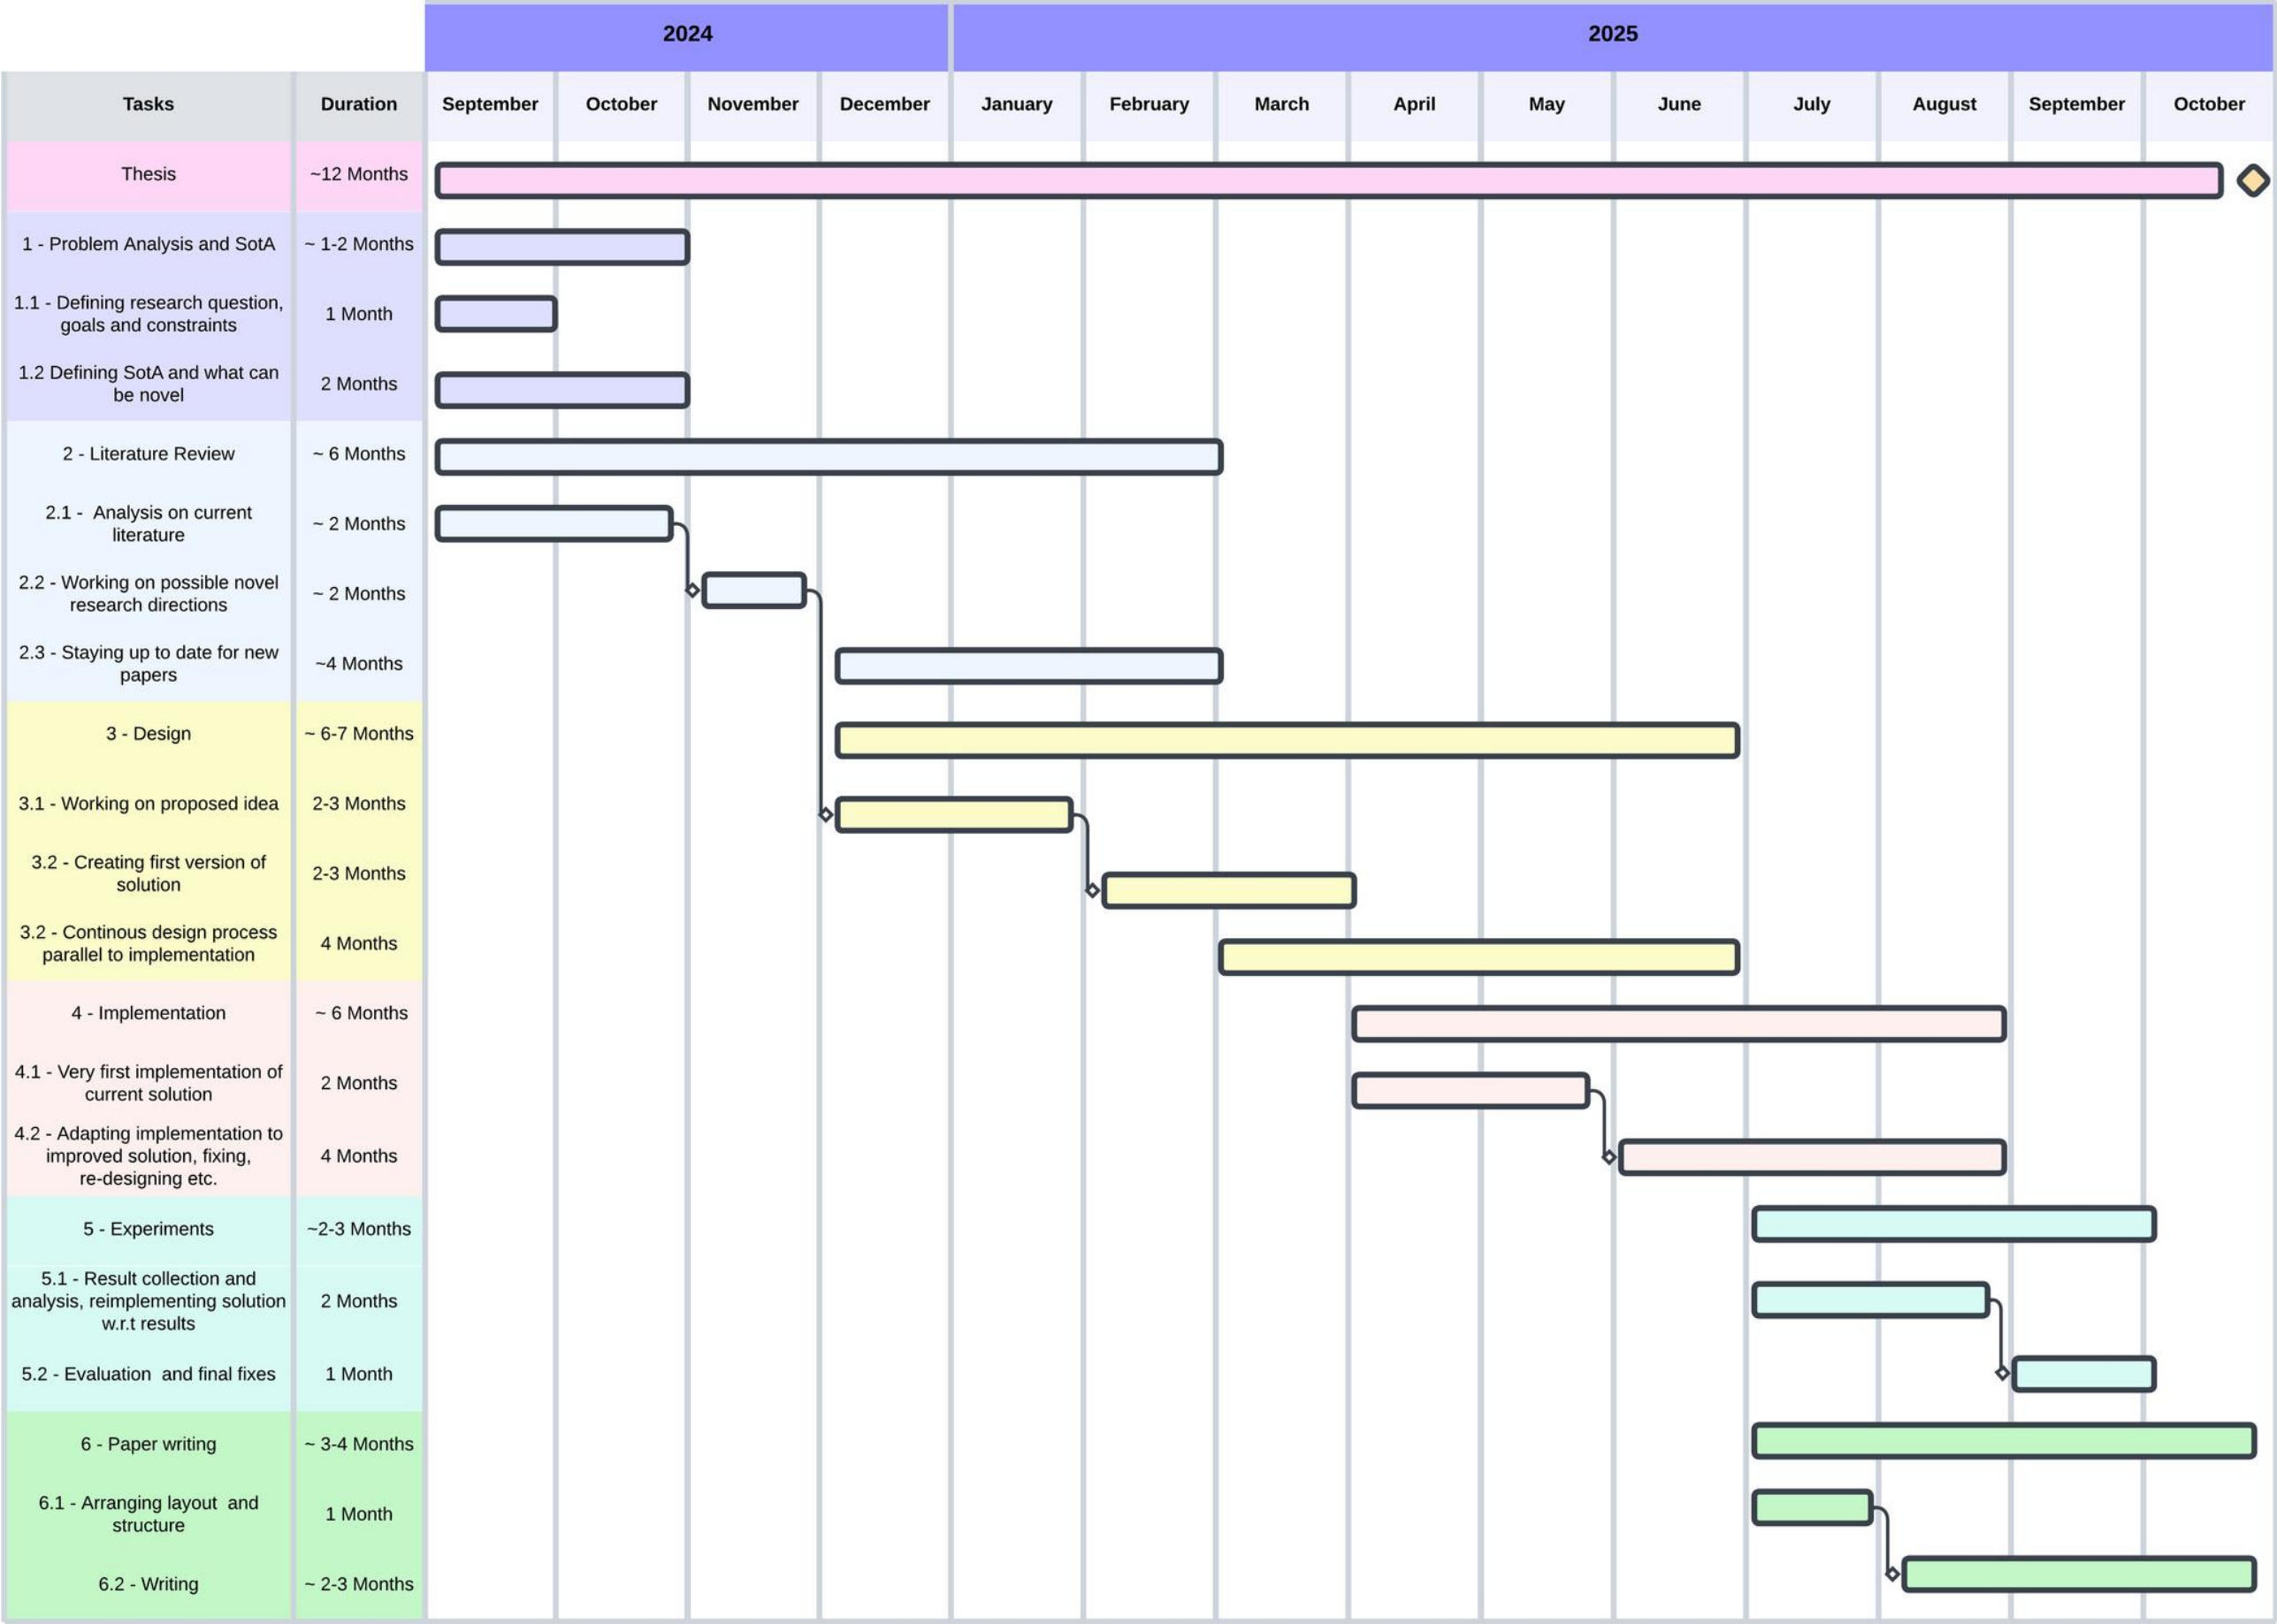 2024
2025
Tasks
Duration
September
October
November
December
January
February
March
April
May
June
July
August
September
October
Thesis
~12 Months
1 - Problem Analysis and SotA
~ 1-2 Months
1.1 - Defining research question,
goals and constraints
1 Month
1.2 Defining SotA and what can
be novel
2 Months
2 - Literature Review
~ 6 Months
2.1 -  Analysis on current
literature
~ 2 Months
2.2 - Working on possible novel
research directions
~ 2 Months
2.3 - Staying up to date for new
papers
~4 Months
3 - Design
~ 6-7 Months
3.1 - Working on proposed idea
2-3 Months
3.2 - Creating first version of
solution
2-3 Months
3.2 - Continous design process
parallel to implementation
4 Months
4 - Implementation
~ 6 Months
4.1 - Very first implementation of
current solution
2 Months
4.2 - Adapting implementation to
improved solution, fixing,
re-designing etc.
4 Months
5 - Experiments
~2-3 Months
5.1 - Result collection and
analysis, reimplementing solution
w.r.t results
2 Months
5.2 - Evaluation  and final fixes
1 Month
6 - Paper writing
~ 3-4 Months
6.1 - Arranging layout  and
structure
1 Month
6.2 - Writing
~ 2-3 Months